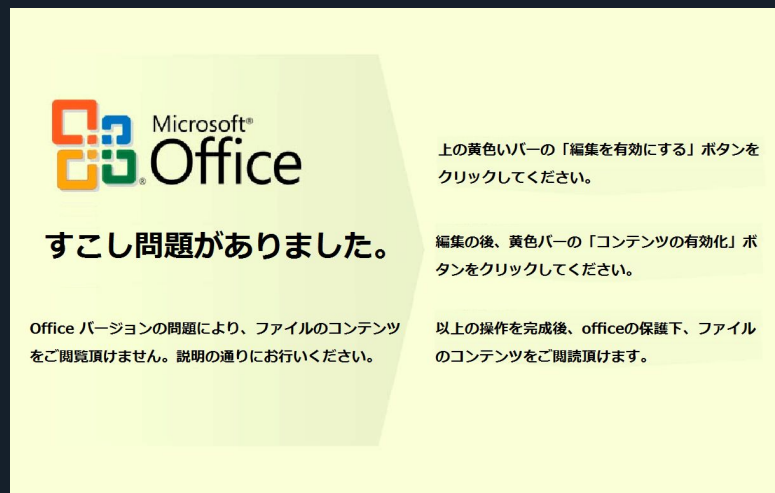 Microsoft®
Office
®
すこし問題がありました。
Office バージョンの問題により、ファイルのコンテンツ
をご閲覧頂けません。説明の通りにお行いください。
上の黄色いバーの「編集を有効にする」ボタンを
クリックしてください。
編集の後、黄色バーの「コンテンツの有効化」ボ
タンをクリックしてください。
以上の操作を完成後、officeの保護下、ファイル
のコンテンツをご閲読頂けます。